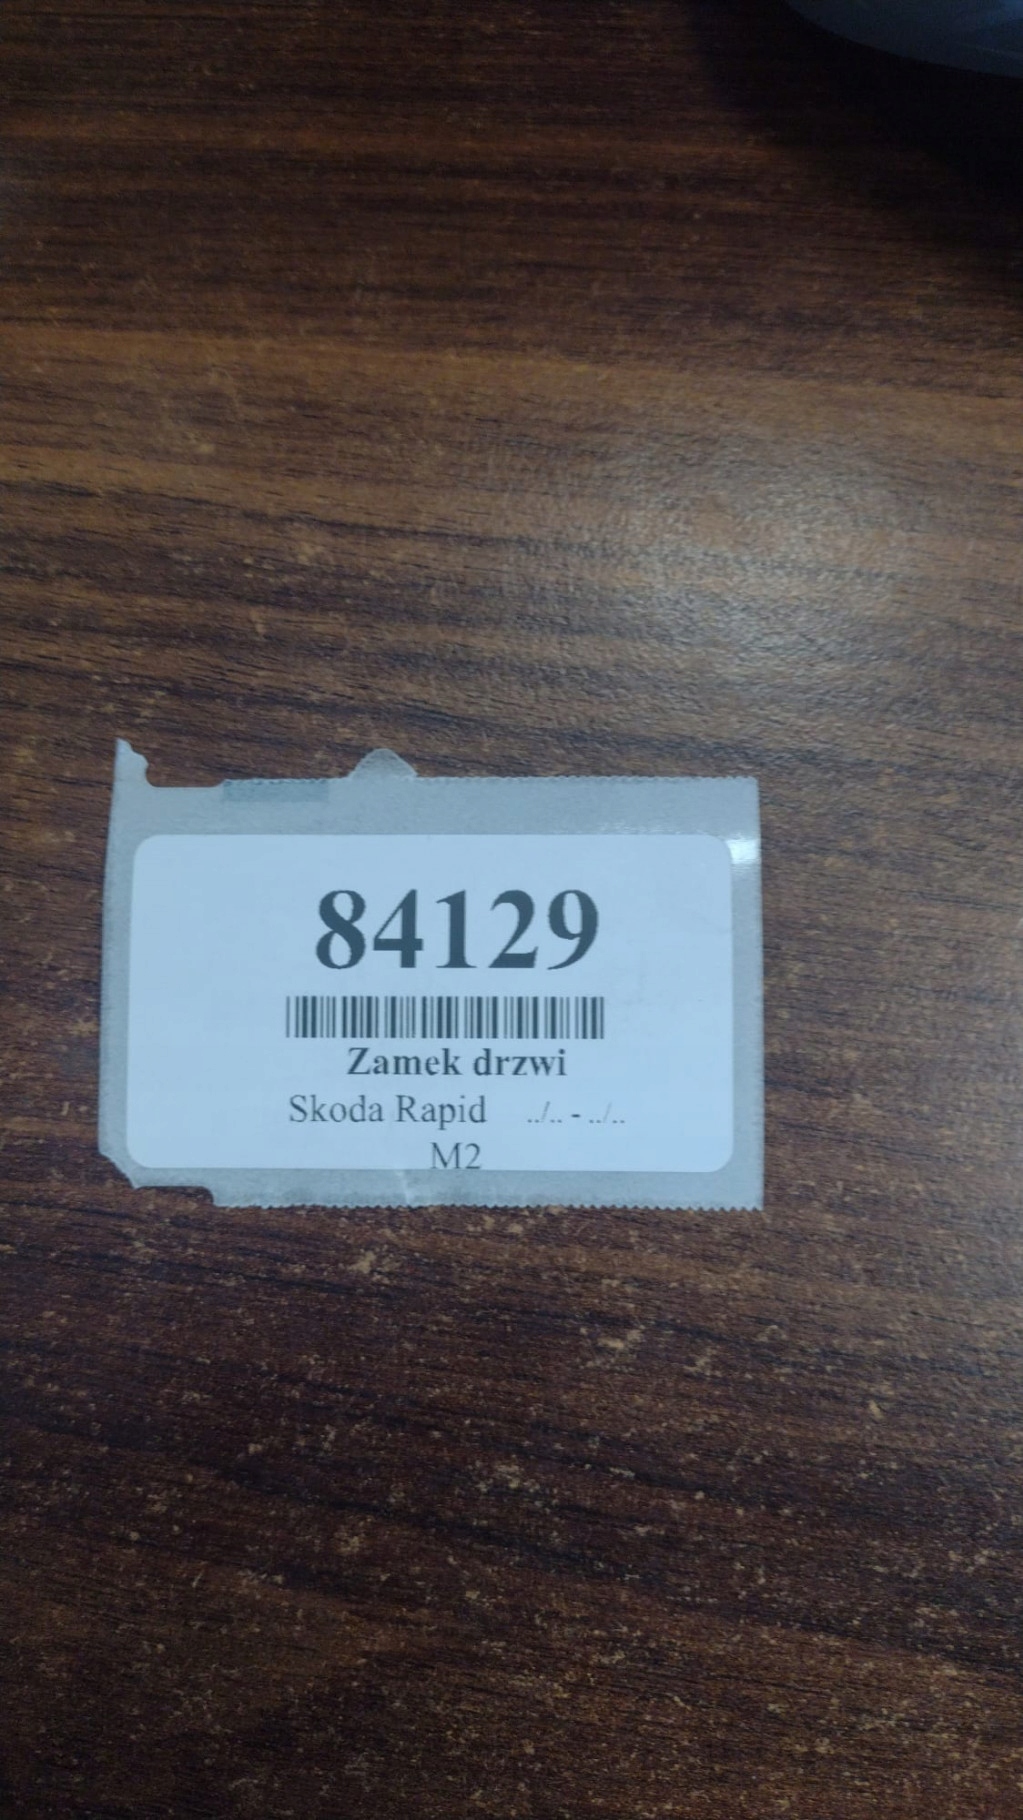 84129
Zamek drzwi
Skoda Rapid ../.. - ../..
M2